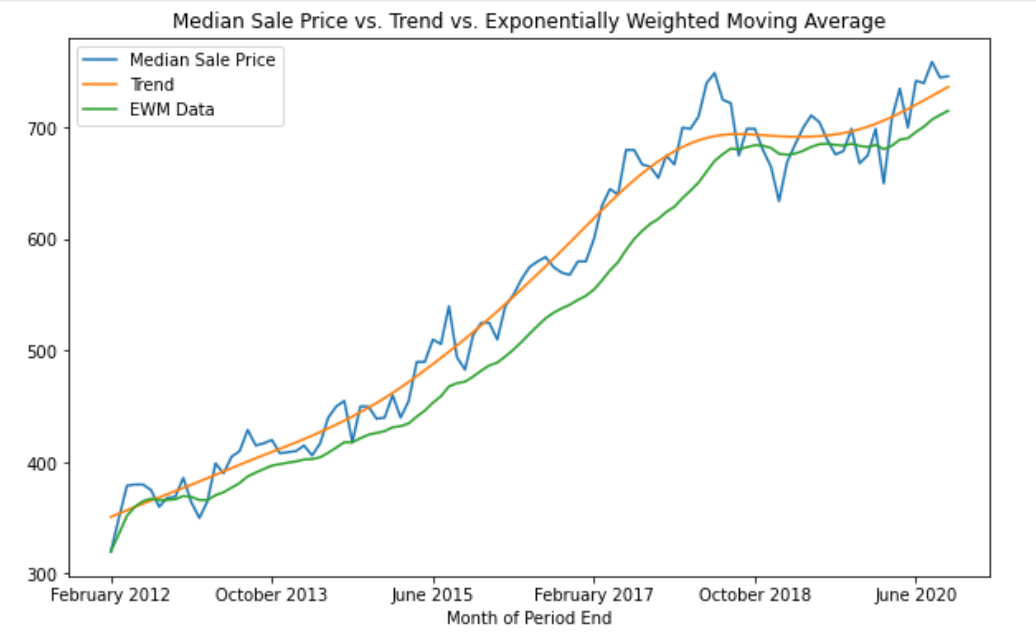 Median Sale Price vs. Trend vs. Exponentially Weighted Moving Average
Median Sale Price
Trend
EWM Data
700
600
500
400
300
February 2012 October 2013 June 2015 February 2017 October 2018 June 2020
Month of Period End